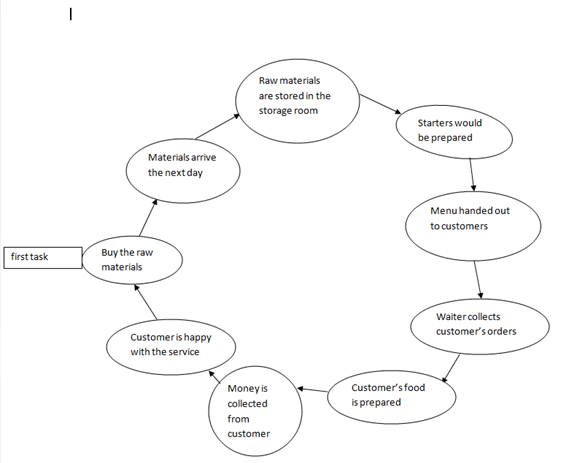 Raw materials
are stored in the
storage room
Starters would
be prepared
Materials arrive
the next day
Menu handed out
to customers
first task
Buy the raw
materials
Waiter collects
customer's orders
Customer is happy
with the service
Customer's food
is prepared
Money is
collected
from
customer